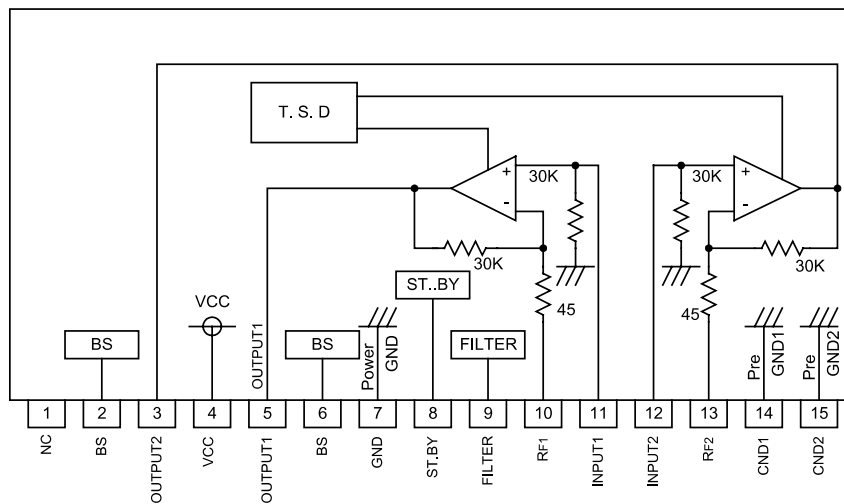 T. S. D
+
30K
-
30K
45
30K
+
-
30K
45
ST..BY
VCC
BS
OUTPUT1
BS
Power
GND
FILTER
Pre
GND1
Pre
GND2
1
2
3
4
5
6
7
8
9
10
11
12
13
14
15
NC
BS
OUTPUT2
VCC
OUTPUT1
BS
GND
ST.BY
FILTER
RF1
INPUT1
INPUT2
RF2
CND1
CND2